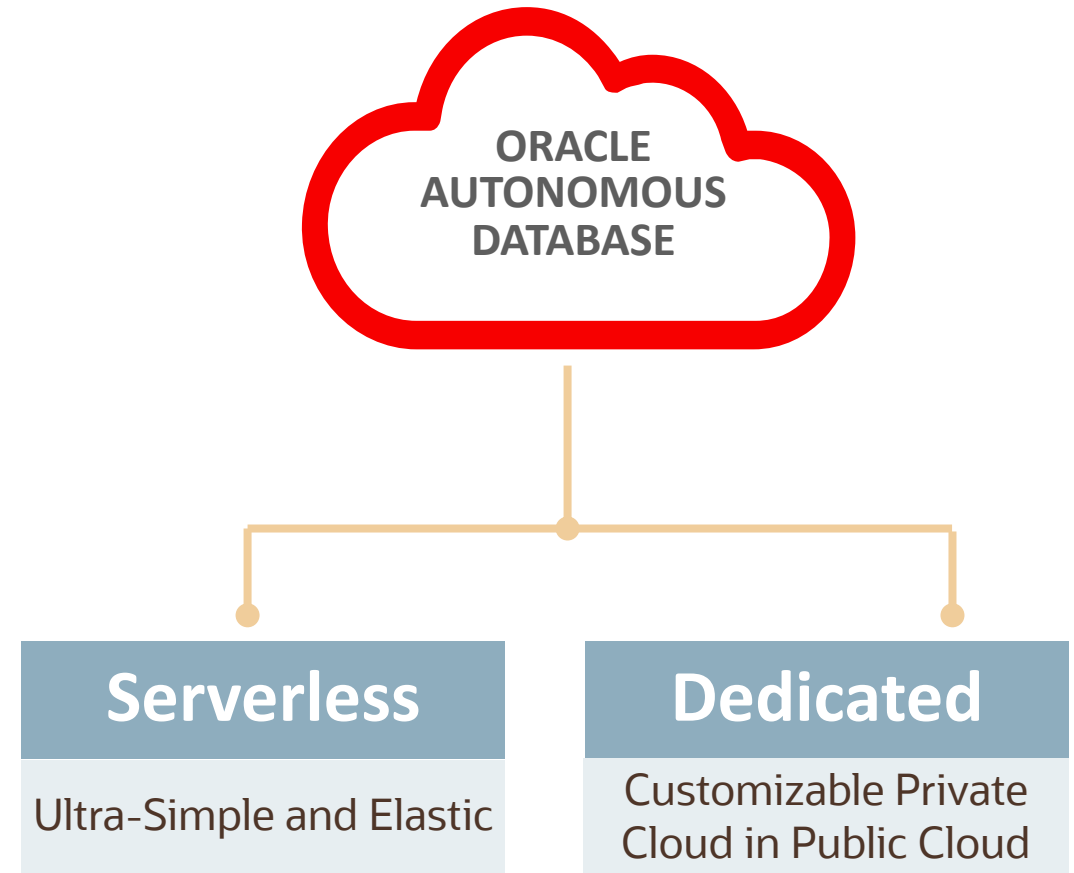 ORACLE
AUTONOMOUS
DATABASE
Serverless
Ultra-Simple and Elastic
Dedicated
Customizable Private
Cloud in Public Cloud